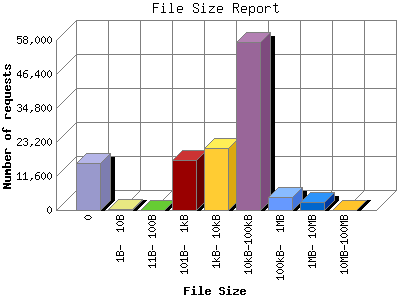 File Size Report
58,000
46,400
34,800
23,200
11,600
0
Number of requests
0
1B- 10B
11B- 100B
101B- 1kB
1kB- 10kB
10kB-100kB
100kB- 1MB
1MB- 10MB
10MB-100MB
File Size